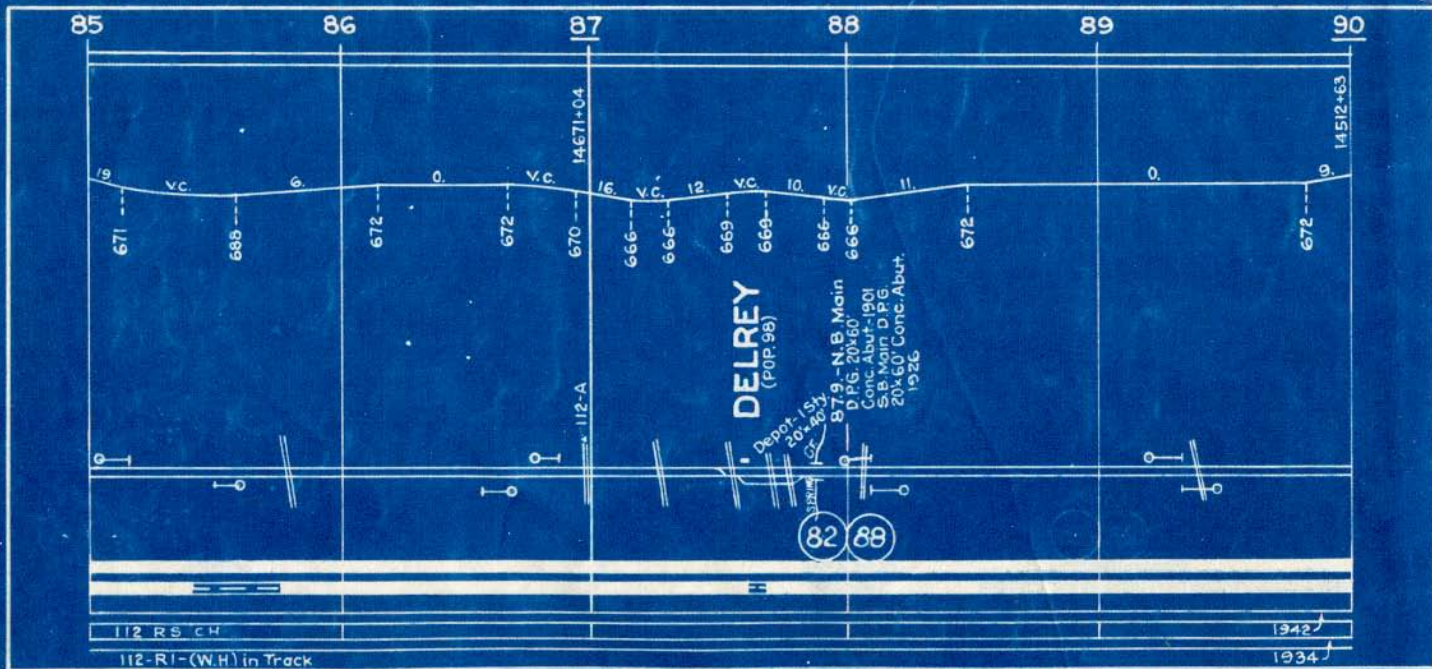 85 86 87 88 89 90
14671+04
14512+63
19 V.C. 6. 0. V.C. 16. V.C. 12. V.C. 10. V.C. 11. 0. 9.
671 688 672 672 670 666 666 669 669 666 666 672 672
112-A
DELREY
(POP. 98)
Depot-1 Sty.
20'x40'
Gr.
87.9.-N.B. Main
D.P.G. 20'x60'
Conc. Abut.-1901
S.B. Main D.P.G.
20'x60' Conc. Abut.
1926
82 88
112 RS CH 1942
112-R1-(W.H) in Track 1934